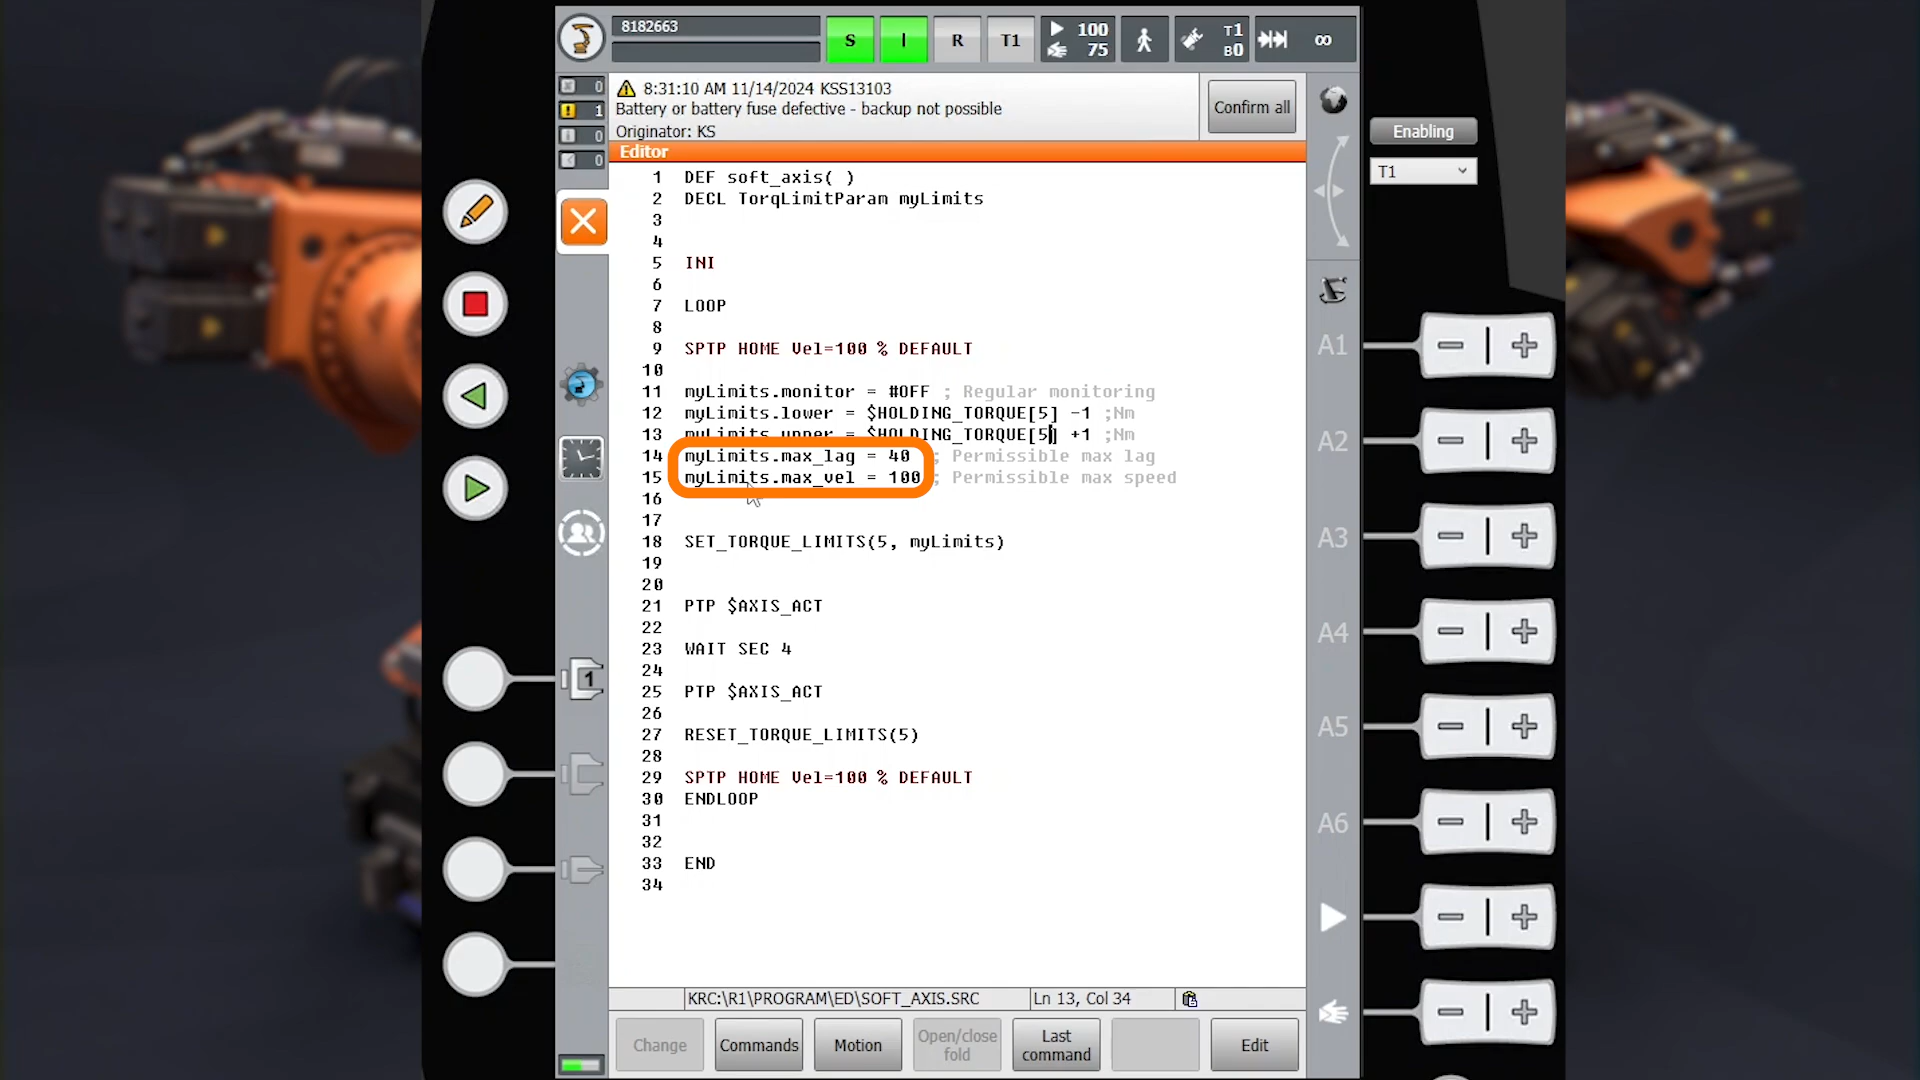 8182663
S
I
R
T1
100
75
T1
B0
∞
0
1
0
0
8:31:10 AM 11/14/2024 KSS13103
Battery or battery fuse defective - backup not possible
Originator: KS
Confirm all
Enabling
T1
Editor
1 DEF soft_axis( )
2 DECL TorqLimitParam myLimits
3
4
5 INI
6
7 LOOP
8
9 SPTP HOME Vel=100 % DEFAULT
10
11 myLimits.monitor = #OFF ; Regular monitoring
12 myLimits.lower = $HOLDING_TORQUE[5] -1 ;Nm
13 myLimits.upper = $HOLDING_TORQUE[5] +1 ;Nm
14 myLimits.max_lag = 40 ; Permissible max lag
15 myLimits.max_vel = 100 ; Permissible max speed
16
17
18 SET_TORQUE_LIMITS(5, myLimits)
19
20
21 PTP $AXIS_ACT
22
23 WAIT SEC 4
24
25 PTP $AXIS_ACT
26
27 RESET_TORQUE_LIMITS(5)
28
29 SPTP HOME Vel=100 % DEFAULT
30 ENDLOOP
31
32
33 END
34
1
A1
A2
A3
A4
A5
A6
KRC:\R1\PROGRAM\ED\SOFT_AXIS.SRC
Ln 13, Col 34
Change
Commands
Motion
Open/close
fold
Last
command
Edit